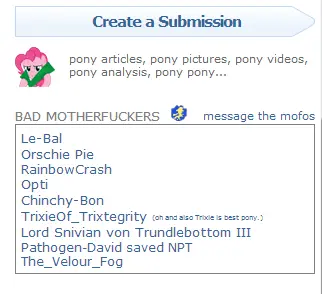 Create a Submission
pony articles, pony pictures, pony videos,
pony analysis, pony pony...
BAD MOTHERFUCKERS message the mofos
Le-Bal
Orschie Pie
RainbowCrash
Opti
Chinchy-Bon
TrixieOf_Trixtegrity (oh and also Trixie is best pony.)
Lord Snivian von Trundlebottom III
Pathogen-David saved NPT
The_Velour_Fog